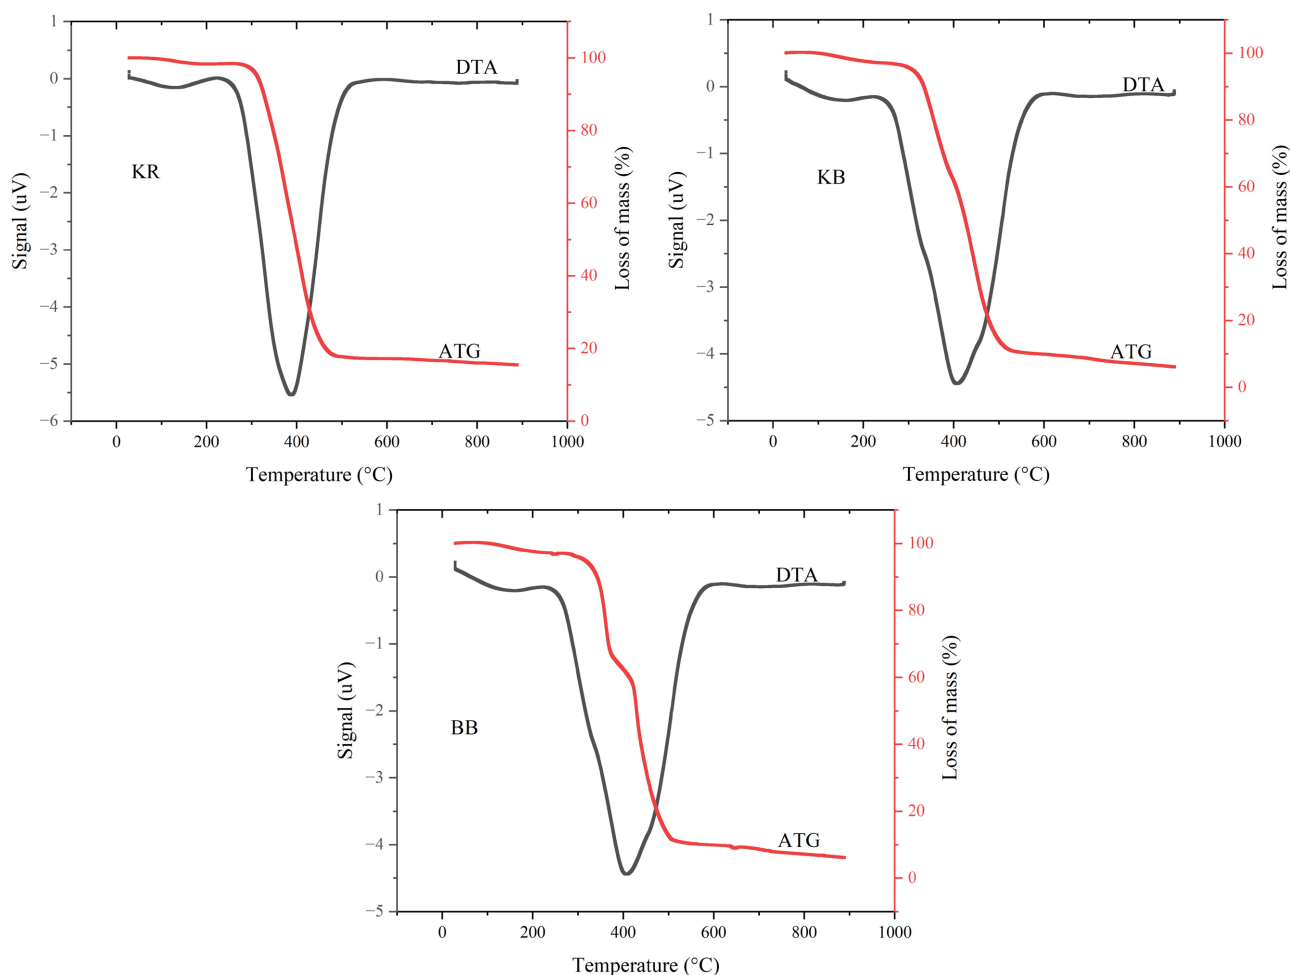 1
0
−1
−2
−3
−4
−5
−6
Signal (uV)
KR
DTA
ATG
100
80
60
40
20
0
Loss of mass (%)
0 200 400 600 800 1000
Temperature (°C)
1
0
−1
−2
−3
−4
−5
Signal (uV)
KB
DTA
ATG
100
80
60
40
20
0
Loss of mass (%)
0 200 400 600 800 1000
Temperature (°C)
1
0
−1
−2
−3
−4
−5
Signal (uV)
BB
DTA
ATG
100
80
60
40
20
0
Loss of mass (%)
0 200 400 600 800 1000
Temperature (°C)